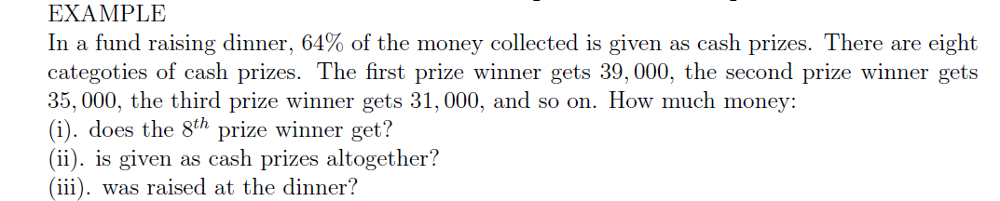 EXAMPLE
In a fund raising dinner, 64% of the money collected is given as cash prizes. There are eight
categoties of cash prizes. The first prize winner gets 39, 000, the second prize winner gets
35, 000, the third prize winner gets 31, 000, and so on. How much money:
(i). does the 8th prize winner get?
(ii). is given as cash prizes altogether?
(iii). was raised at the dinner?